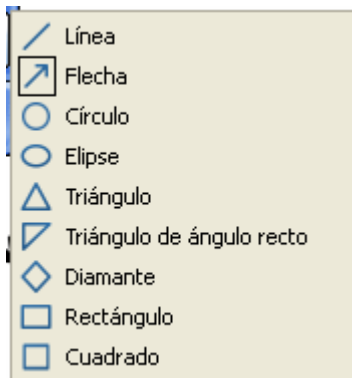 Línea
Flecha
Círculo
Elipse
Triángulo
Triángulo de ángulo recto
Diamante
Rectángulo
Cuadrado